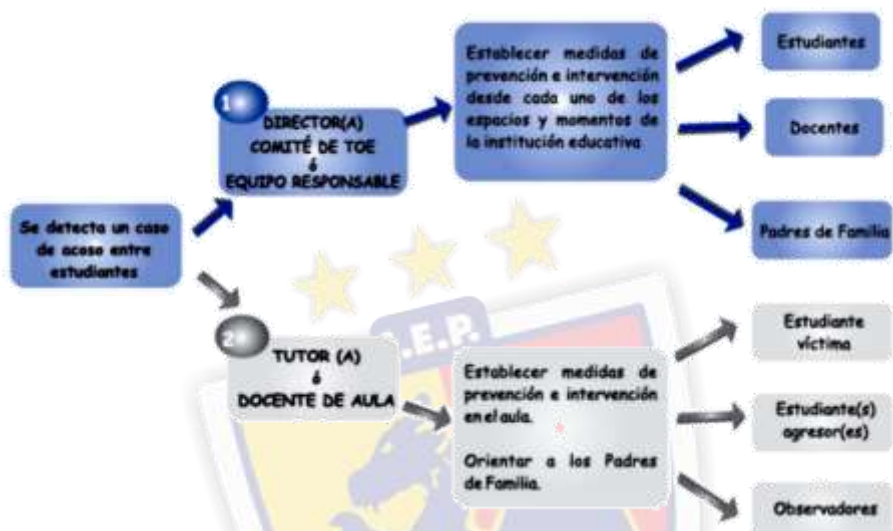 Se detecta un caso
de acoso entre
estudiantes
1
DIRECTOR(A)
COMITÉ DE TOE
ó
EQUIPO RESPONSABLE
Establecer medidas de
prevención e intervención
desde cada uno de los
espacios y momentos de
la institución educativa
Estudiantes
Docentes
Padres de Familia
2
TUTOR (A)
ó
DOCENTE DE AULA
Establecer medidas de
prevención e intervención
en el aula.
Orientar a los Padres
de Familia.
Estudiante
víctima
Estudiante(s)
agresor(es)
Observadores
.E.P.